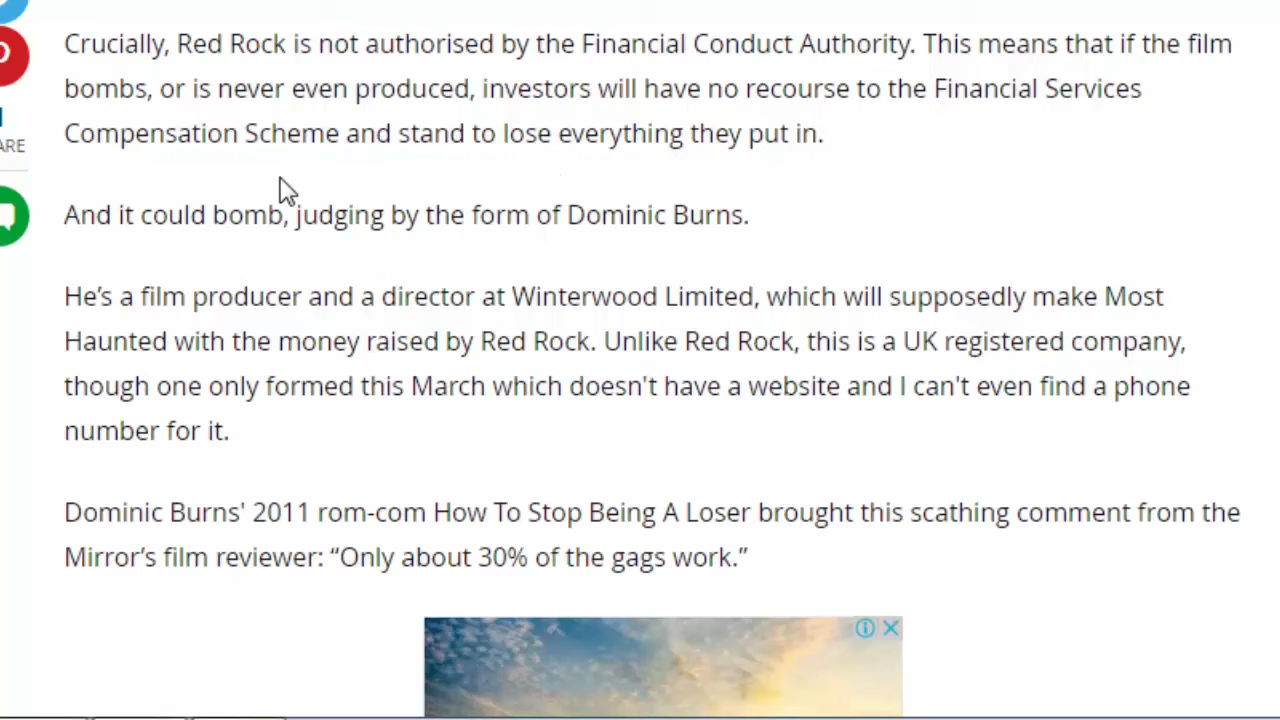 Crucially, Red Rock is not authorised by the Financial Conduct Authority. This means that if the film
bombs, or is never even produced, investors will have no recourse to the Financial Services
Compensation Scheme and stand to lose everything they put in.
ARE
And it could bomb, judging by the form of Dominic Burns.
He’s a film producer and a director at Winterwood Limited, which will supposedly make Most
Haunted with the money raised by Red Rock. Unlike Red Rock, this is a UK registered company,
though one only formed this March which doesn't have a website and I can't even find a phone
number for it.
Dominic Burns' 2011 rom-com How To Stop Being A Loser brought this scathing comment from the
Mirror’s film reviewer: “Only about 30% of the gags work.”